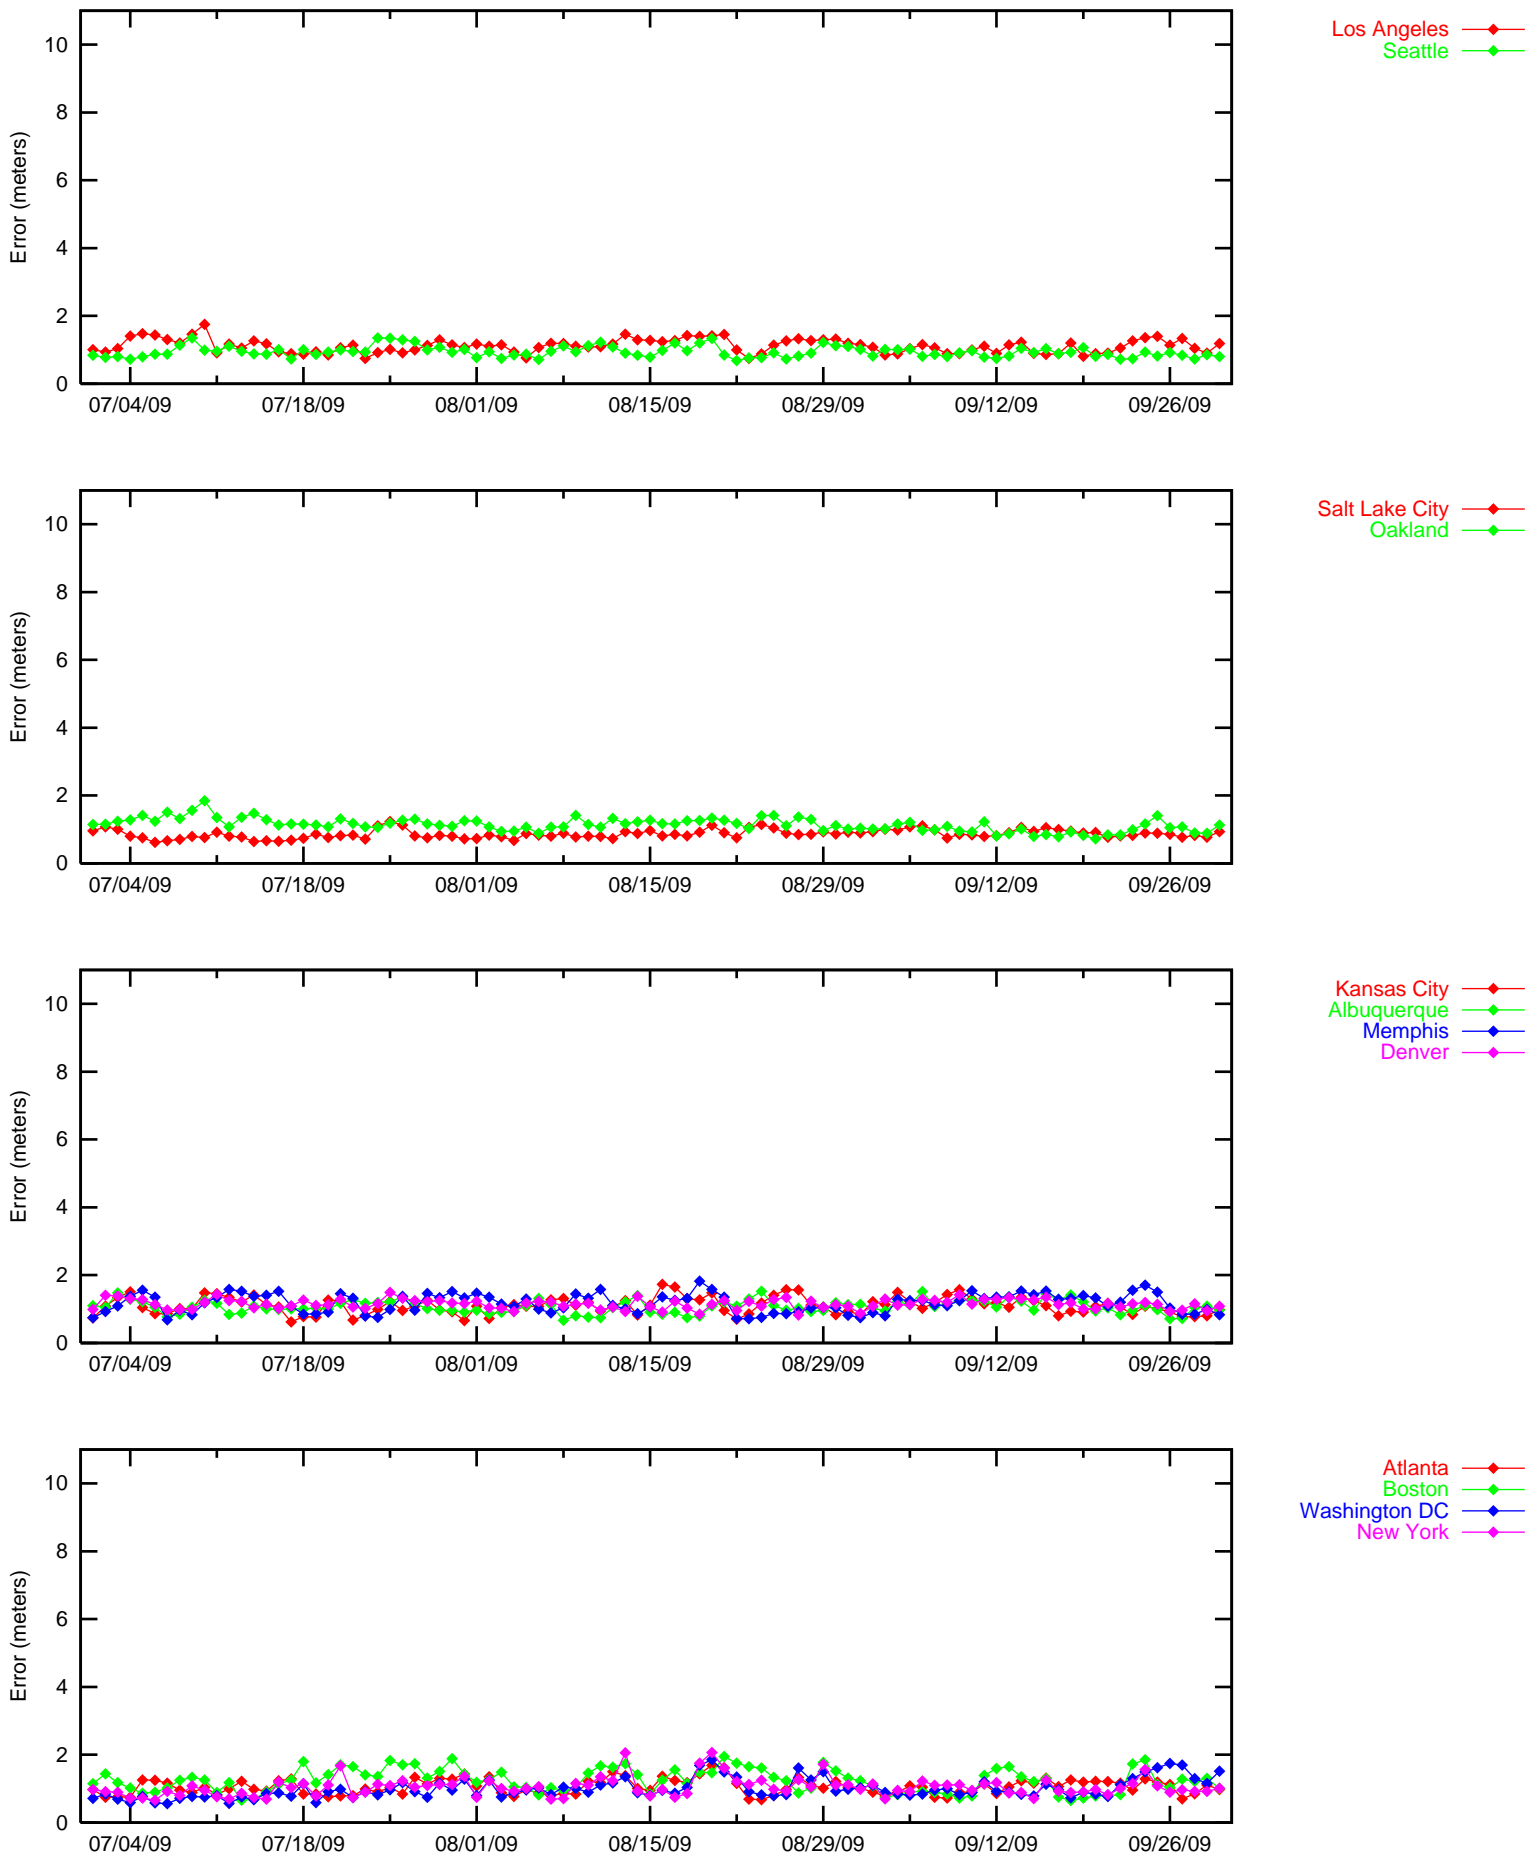 10
8
6
4
2
0
Error (meters)
07/04/09 07/18/09 08/01/09 08/15/09 08/29/09 09/12/09 09/26/09
Los Angeles
Seattle
10
8
6
4
2
0
Error (meters)
07/04/09 07/18/09 08/01/09 08/15/09 08/29/09 09/12/09 09/26/09
Salt Lake City
Oakland
10
8
6
4
2
0
Error (meters)
07/04/09 07/18/09 08/01/09 08/15/09 08/29/09 09/12/09 09/26/09
Kansas City
Albuquerque
Memphis
Denver
10
8
6
4
2
0
Error (meters)
07/04/09 07/18/09 08/01/09 08/15/09 08/29/09 09/12/09 09/26/09
Atlanta
Boston
Washington DC
New York